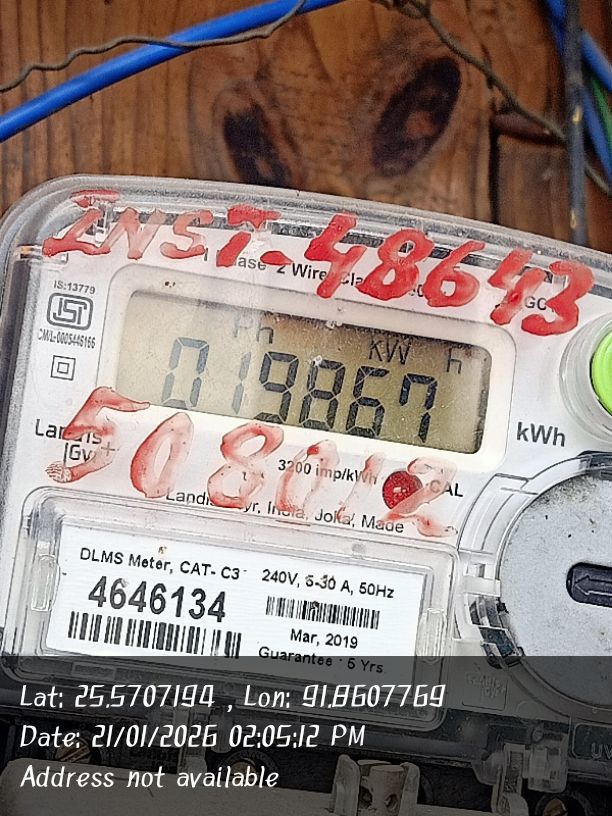 INST-48643
IS:13779
ISI
CM/L-0005446166
Ph
KW h
019867
kWh
Landis
Gyr+
508012
3200 imp/kWh
CAL
Landis+Gyr, India, Joka, Made
DLMS Meter, CAT- C3
240V, 5-30 A, 50Hz
4646134
Mar, 2019
Guarantee : 5 Yrs
Lat: 25.5707194 , Lon: 91.8607769
Date: 21/01/2026 02:05:12 PM
Address not available